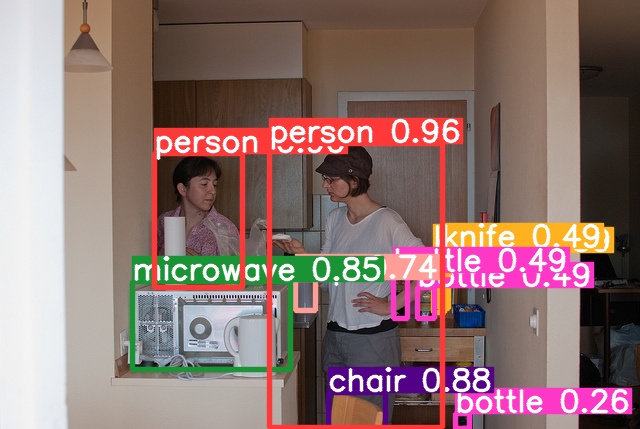 person 0.96
person
knife 0.49
bottle 0.49
microwave 0.85
.74
chair 0.88
bottle 0.26